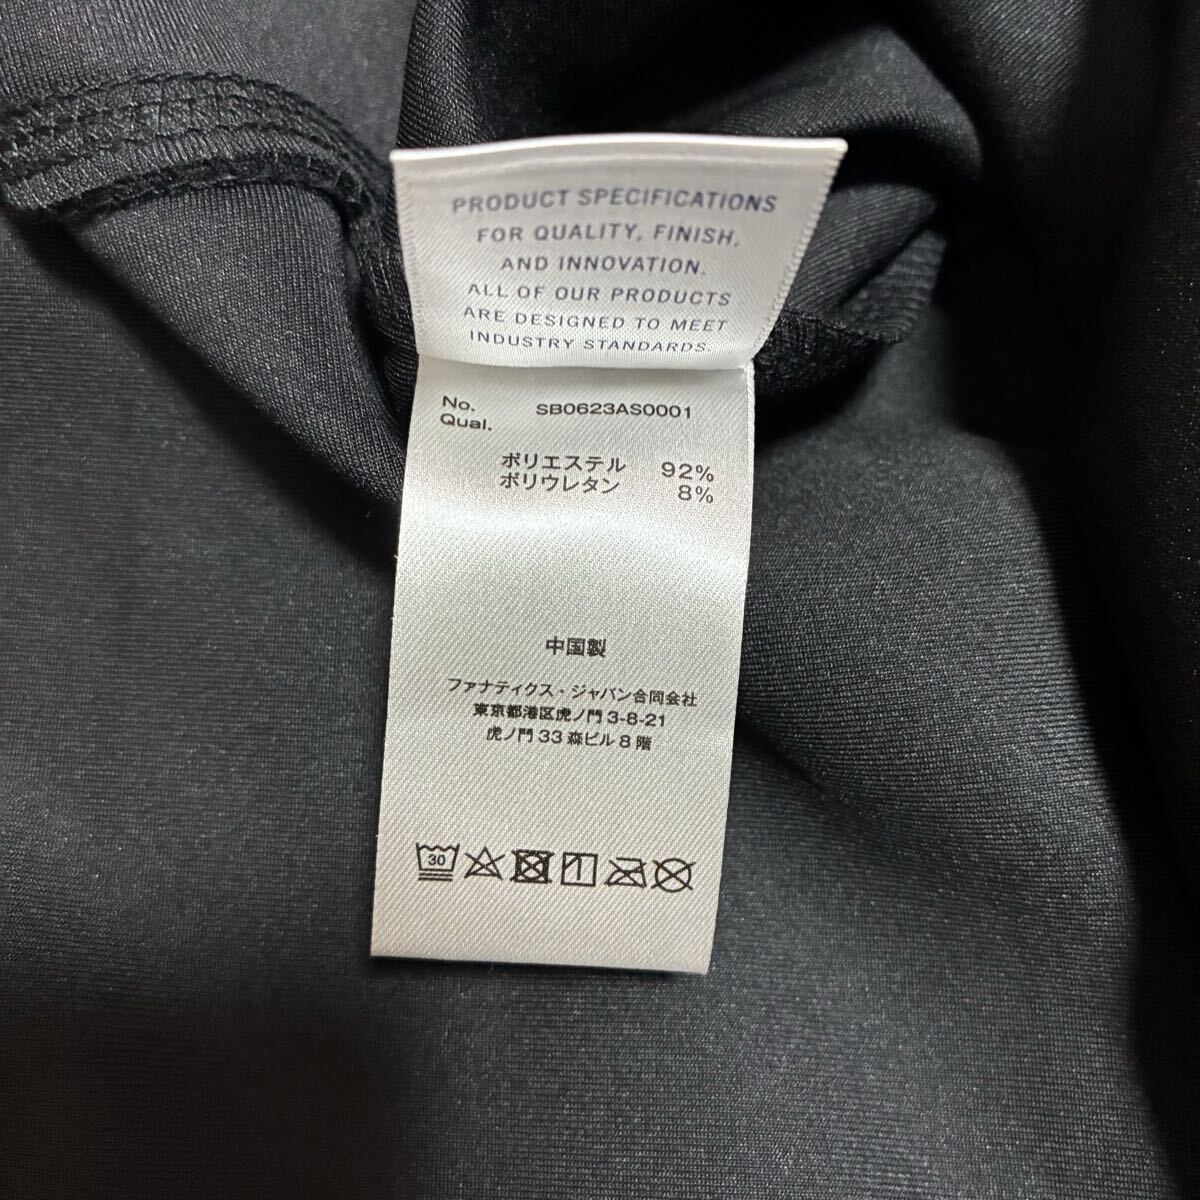 PRODUCT SPECIFICATIONS
FOR QUALITY, FINISH,
AND INNOVATION.
ALL OF OUR PRODUCTS
ARE DESIGNED TO MEET
INDUSTRY STANDARDS.
No. SB0623AS0001
Qual.
ポリエステル 92%
ポリウレタン 8%
中国製
ファナティクス・ジャパン合同会社
東京都港区虎ノ門 3-8-21
虎ノ門 33 森ビル 8 階
30